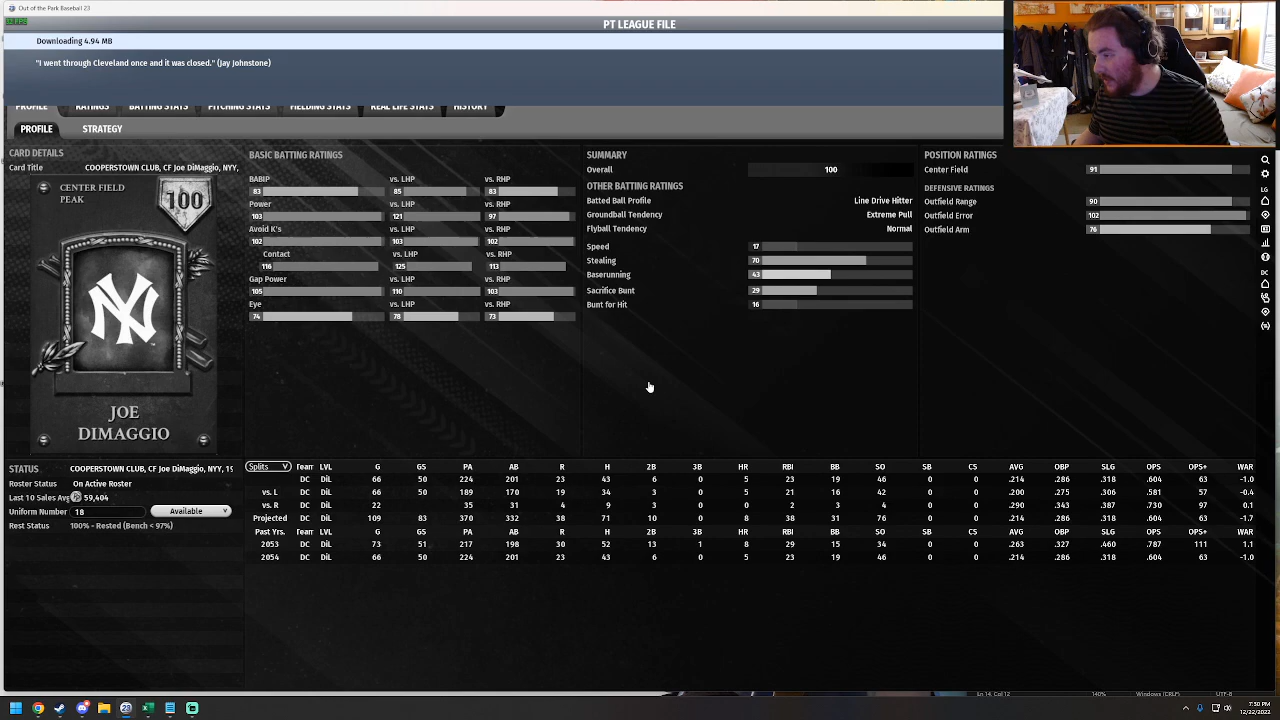 Out of the Park Baseball 23
PT LEAGUE FILE
Downloading 4.94 MB
"I went through Cleveland once and it was closed." (Jay Johnstone)
PROFILE RATINGS BATTING STATS PITCHING STATS FIELDING STATS REAL LIFE STATS HISTORY
PROFILE STRATEGY
CARD DETAILS
Card Title COOPERSTOWN CLUB, CF Joe DiMaggio, NYY,
CENTER FIELD
PEAK
100
NY
JOE
DIMAGGIO
BASIC BATTING RATINGS
BABIP vs. LHP vs. RHP
83 85 83
Power vs. LHP vs. RHP
103 121 97
Avoid K's vs. LHP vs. RHP
102 103 102
Contact vs. LHP vs. RHP
116 125 113
Gap Power vs. LHP vs. RHP
105 110 103
Eye vs. LHP vs. RHP
74 78 73
SUMMARY
Overall 100
OTHER BATTING RATINGS
Batted Ball Profile Line Drive Hitter
Groundball Tendency Extreme Pull
Flyball Tendency Normal
Speed 17
Stealing 70
Baserunning 43
Sacrifice Bunt 29
Bunt for Hit 16
POSITION RATINGS
Center Field 91
DEFENSIVE RATINGS
Outfield Range 90
Outfield Error 102
Outfield Arm 76
LG
DC
STATUS COOPERSTOWN CLUB, CF Joe DiMaggio, NYY, 19
Roster Status On Active Roster
Last 10 Sales Avg PP 59,404
Uniform Number 18 Available V
Rest Status 100% - Rested (Bench < 97%)
Splits V Team LVL G GS PA AB R H 2B 3B HR RBI BB SO SB CS AVG OBP SLG OPS OPS+ WAR
DC DiL 66 50 224 201 23 43 6 0 5 23 19 46 0 0 .214 .286 .318 .604 63 -1.0
vs. L DC DiL 66 50 189 170 19 34 3 0 5 21 16 42 0 0 .200 .275 .306 .581 57 -0.4
vs. R DC DiL 22 35 31 4 9 3 0 0 2 3 4 0 0 .290 .343 .387 .730 97 0.1
Projected DC DiL 109 83 370 332 38 71 10 0 8 38 31 76 0 0 .214 .286 .318 .604 63 -1.7
Past Yrs. Team LVL G GS PA AB R H 2B 3B HR RBI BB SO SB CS AVG OBP SLG OPS OPS+ WAR
2053 DC DiL 73 51 217 198 30 52 13 1 8 29 15 34 0 0 .263 .327 .460 .787 111 1.1
2054 DC DiL 66 50 224 201 23 43 6 0 5 23 19 46 0 0 .214 .286 .318 .604 63 -1.0
Ln 14, Col 12 140% Windows (CRLF) UTF-8
7:30 PM
12/22/2022